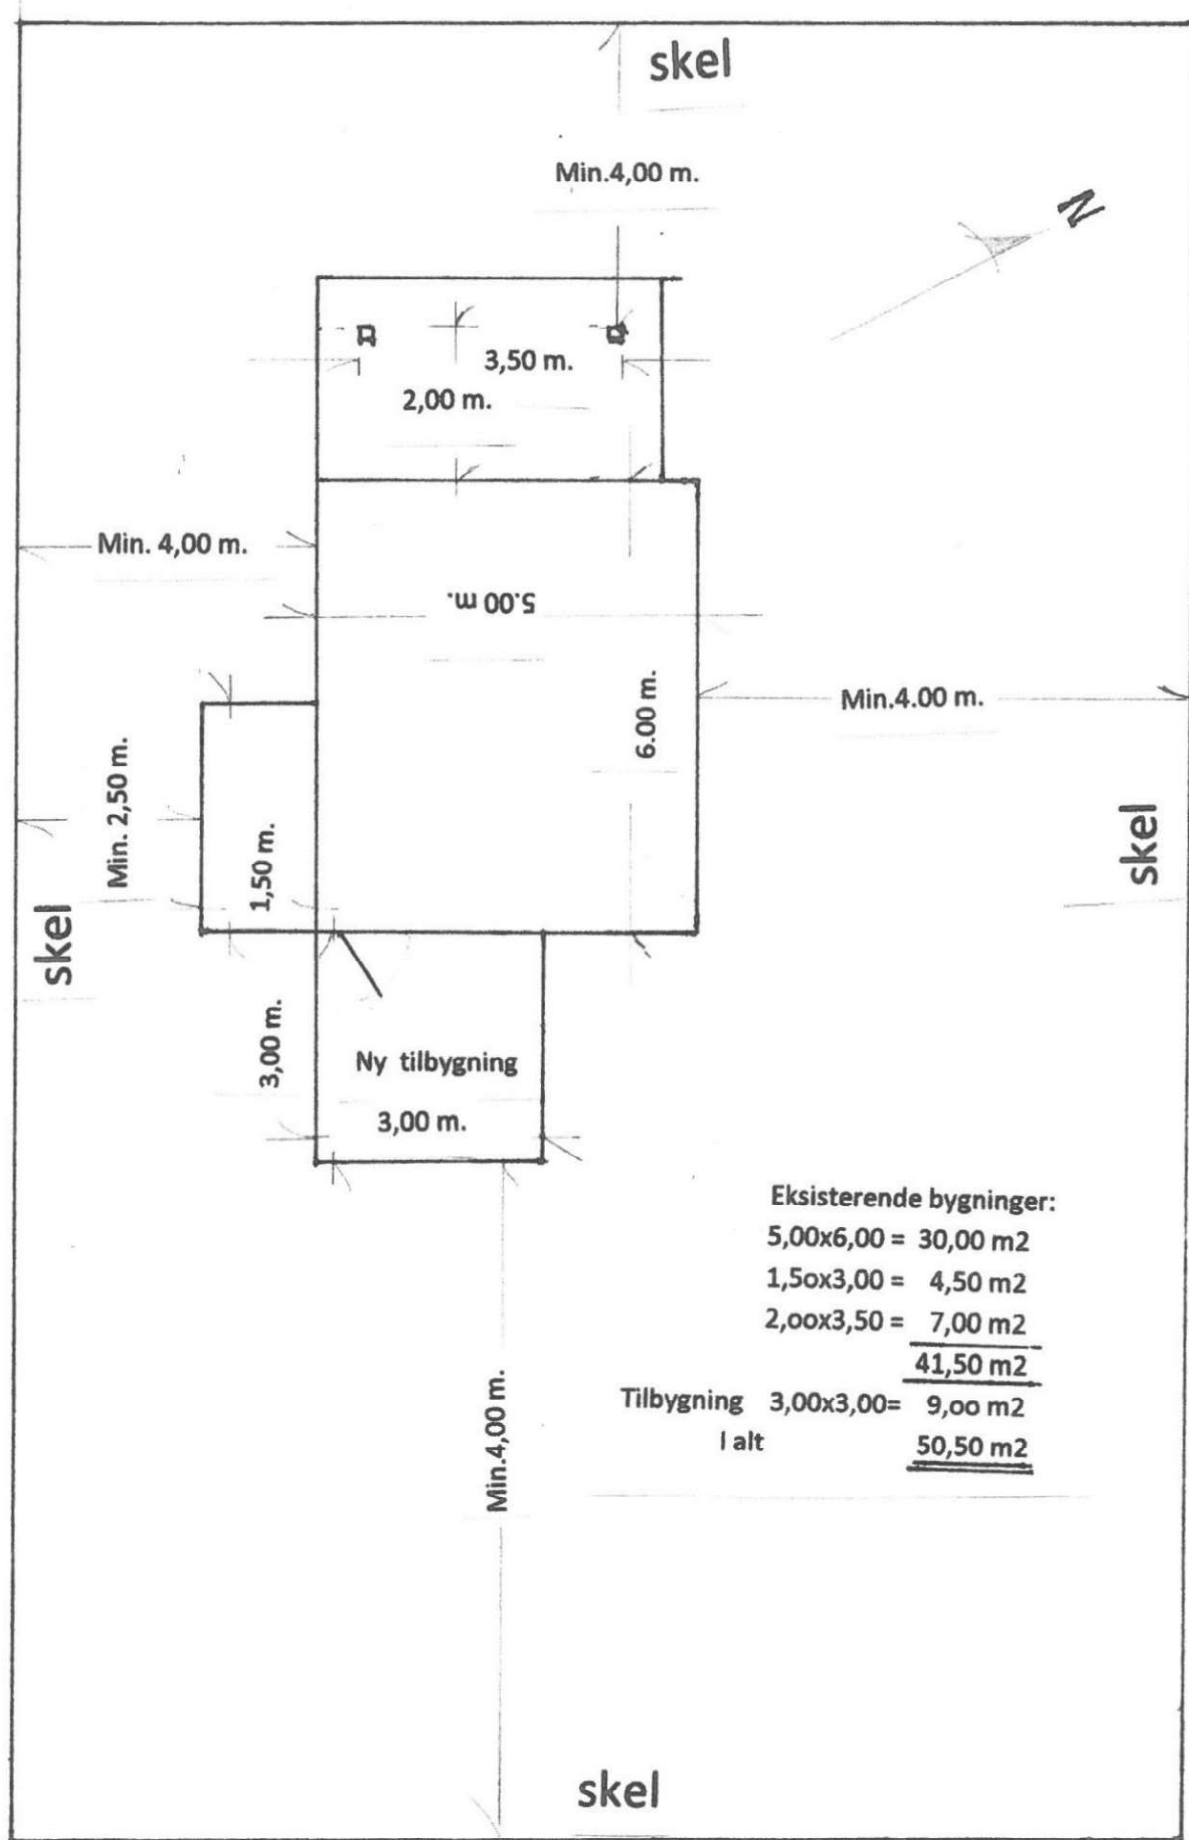 skel
Min.4,00 m.
N
3,50 m.
2,00 m.
Min. 4,00 m.
5.00 m.
6.00 m.
Min.4.00 m.
Min. 2,50 m.
1,50 m.
skel
skel
3,00 m.
Ny tilbygning
3,00 m.
Eksisterende bygninger:
5,00x6,00 = 30,00 m2
1,5ox3,00 = 4,50 m2
2,oox3,50 = 7,00 m2
41,50 m2
Tilbygning 3,00x3,00= 9,oo m2
I alt 50,50 m2
Min.4,00 m.
skel